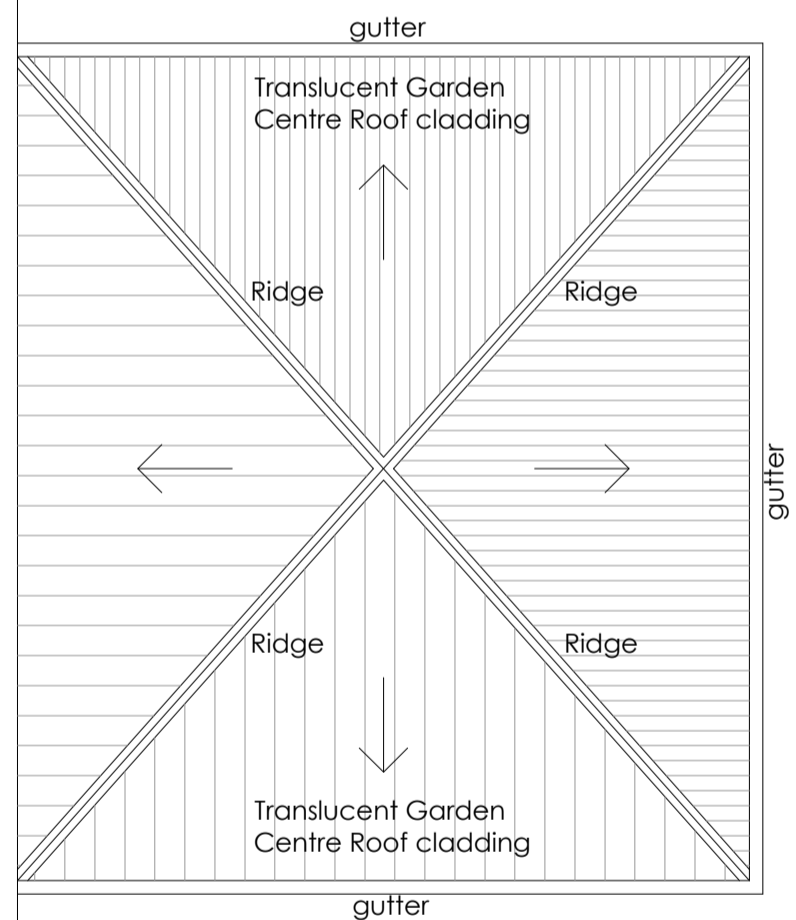 gutter
Translucent Garden
Centre Roof cladding
Ridge
Ridge
gutter
Ridge
Ridge
Translucent Garden
Centre Roof cladding
gutter